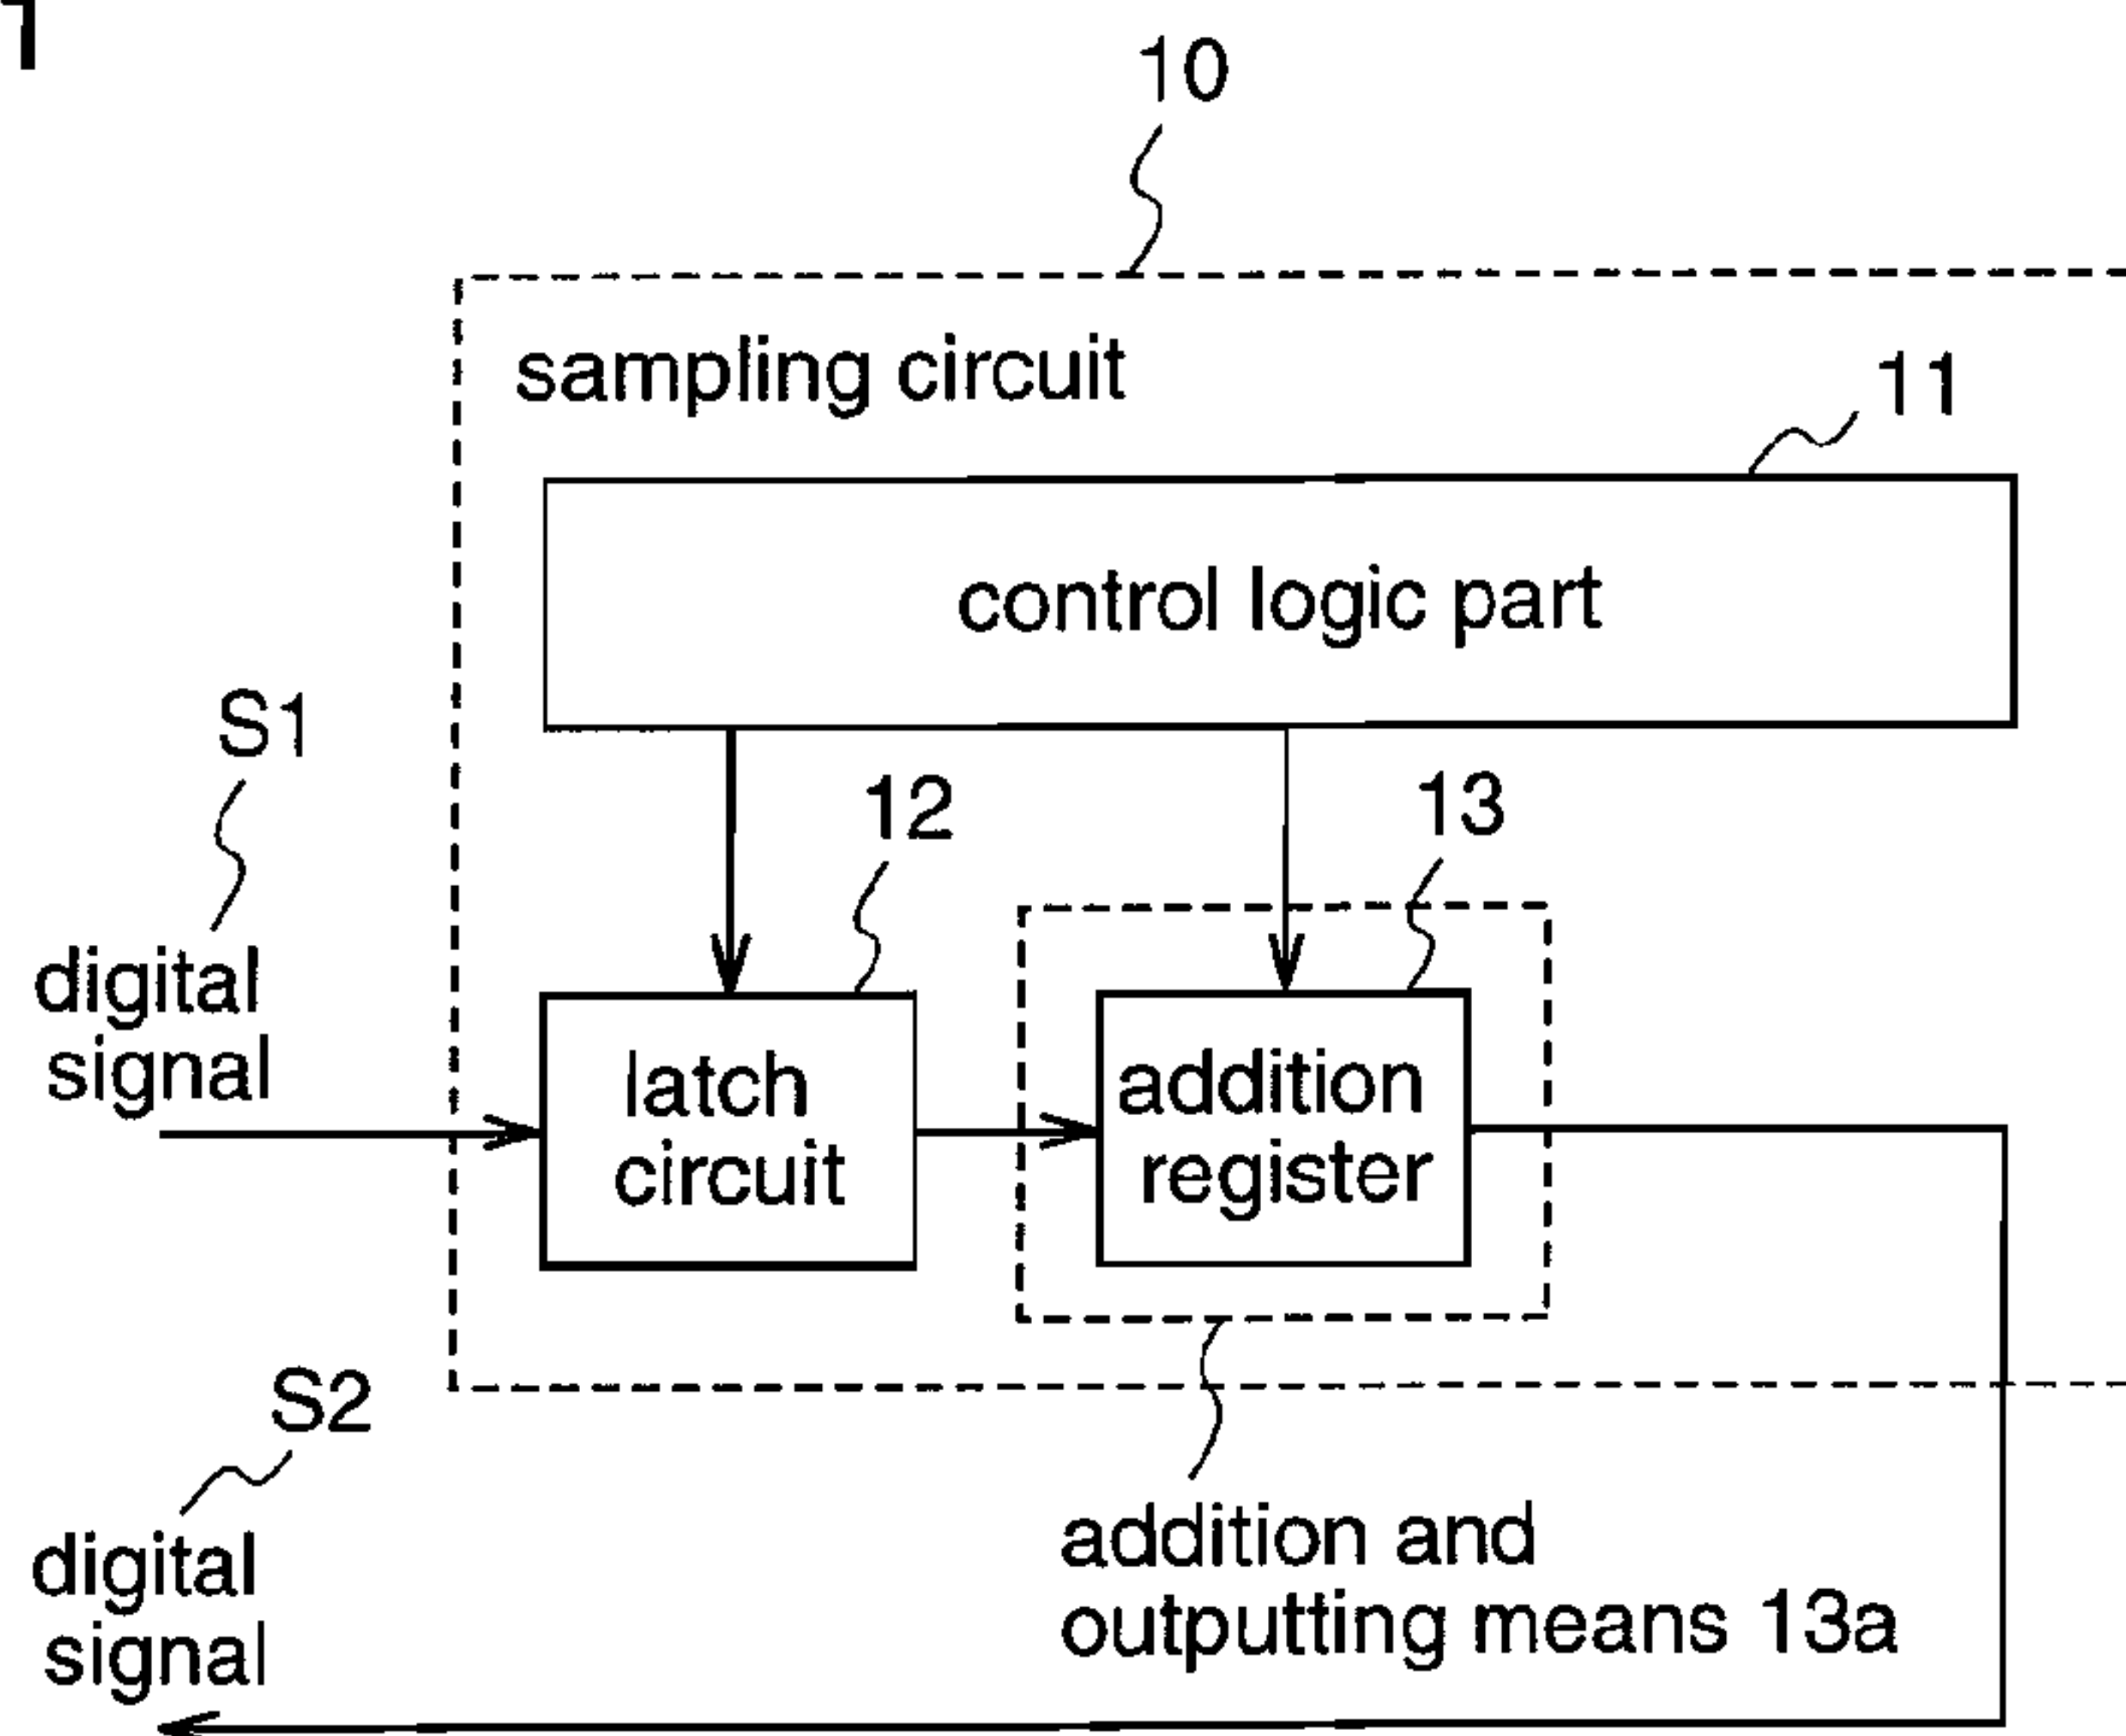 1
10
sampling circuit
11
control logic part
S1
12
13
digital
signal
latch
circuit
addition
register
S2
digital
signal
addition and
outputting means 13a